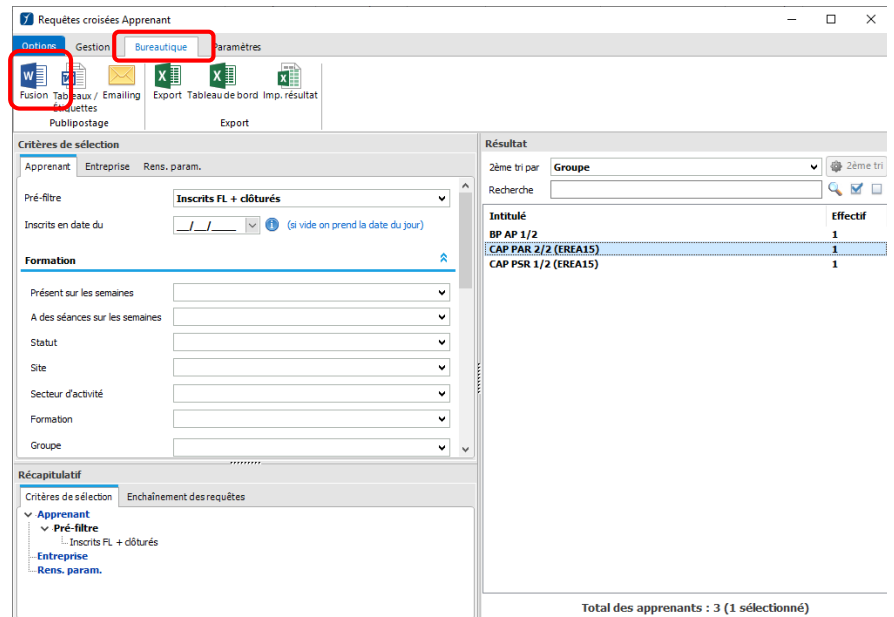 Requêtes croisées Apprenant
Options Gestion Bureautique Paramètres
Fusion Tableaux / Étiquettes Emailing Export Tableau de bord Imp. résultat
Publipostage Export
Critères de sélection
Apprenant Entreprise Rens. param.
Pré-filtre Inscrits FL + clôturés
Inscrits en date du _/_/____ (si vide on prend la date du jour)
Formation
Présent sur les semaines
A des séances sur les semaines
Statut
Site
Secteur d'activité
Formation
Groupe
Récapitulatif
Critères de sélection Enchaînement des requêtes
Apprenant
Pré-filtre
Inscrits FL + clôturés
Entreprise
Rens. param.
Résultat
2ème tri par Groupe 2ème tri
Recherche
Intitulé Effectif
BP AP 1/2 1
CAP PAR 2/2 (EREA15) 1
CAP PSR 1/2 (EREA15) 1
Total des apprenants : 3 (1 sélectionné)